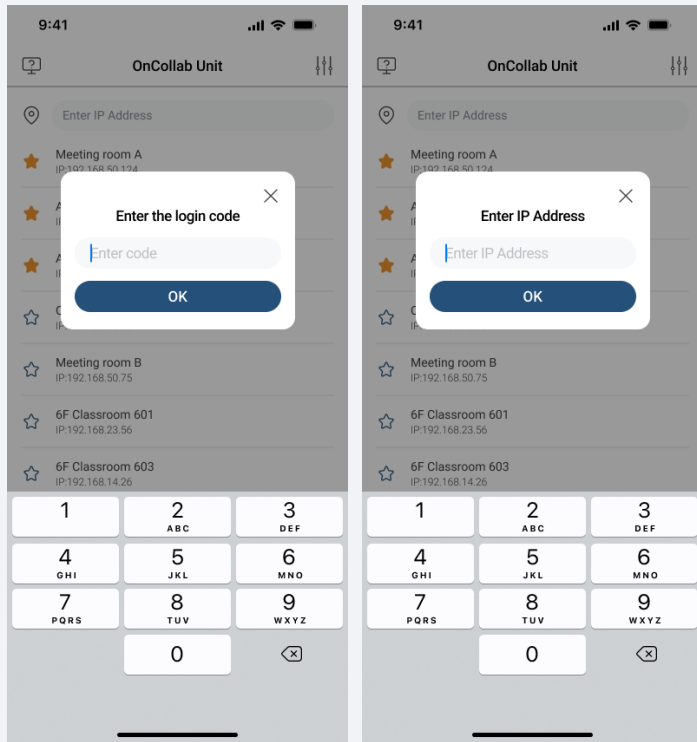 9:41
OnCollab Unit
Enter IP Address
Meeting room A
IP:192.168.50.124
Enter the login code
Enter code
OK
Meeting room B
IP:192.168.50.75
6F Classroom 601
IP:192.168.23.56
6F Classroom 603
IP:192.168.14.26
1
2
ABC
3
DEF
4
GHI
5
JKL
6
MNO
7
PQRS
8
TUV
9
WXYZ
0
9:41
OnCollab Unit
Enter IP Address
Meeting room A
IP:192.168.50.124
Enter IP Address
Enter IP Address
OK
Meeting room B
IP:192.168.50.75
6F Classroom 601
IP:192.168.23.56
6F Classroom 603
IP:192.168.14.26
1
2
ABC
3
DEF
4
GHI
5
JKL
6
MNO
7
PQRS
8
TUV
9
WXYZ
0